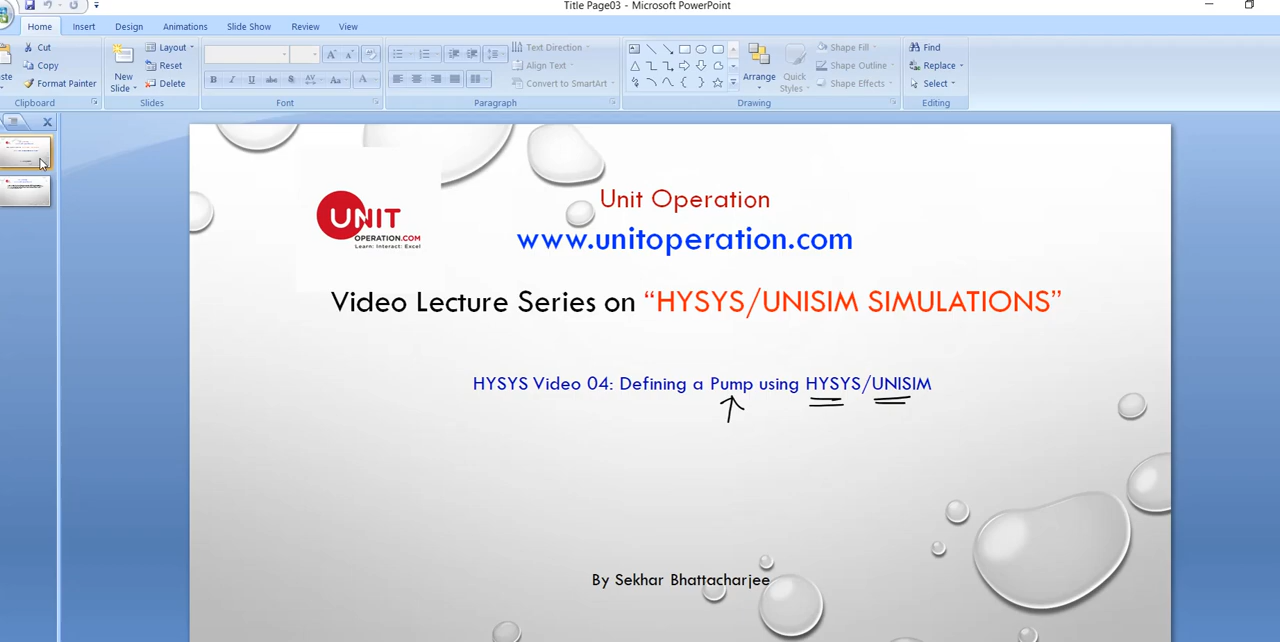 Title Page03 - Microsoft PowerPoint
Home Insert Design Animations Slide Show Review View
Cut
Copy
Format Painter
Clipboard
New
Slide
Layout
Reset
Delete
Slides
B I U abe S AV Aa A
Font
Paragraph
Text Direction
Align Text
Convert to SmartArt
Arrange
Quick
Styles
Shape Fill
Shape Outline
Shape Effects
Drawing
Find
Replace
Select
Editing
UNIT
OPERATION.COM
Learn: Interact: Excel
Unit Operation
www.unitoperation.com
Video Lecture Series on “HYSYS/UNISIM SIMULATIONS”
HYSYS Video 04: Defining a Pump using HYSYS/UNISIM
By Sekhar Bhattacharjee